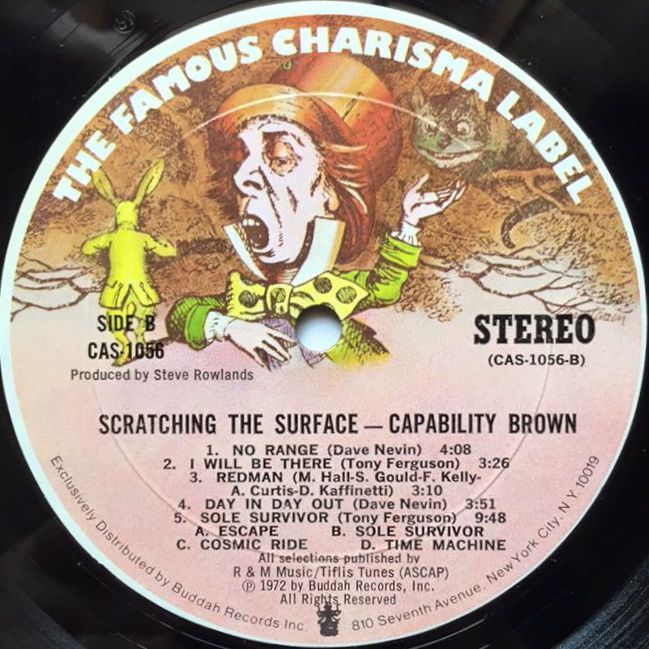 THE FAMOUS CHARISMA LABEL
SIDE B
CAS-1056
Produced by Steve Rowlands
STEREO
(CAS-1056-B)
SCRATCHING THE SURFACE — CAPABILITY BROWN
1. NO RANGE (Dave Nevin) 4:08
2. I WILL BE THERE (Tony Ferguson) 3:26
3. REDMAN (M. Hall-S. Gould-F. Kelly-
A. Curtis-D. Kaffinetti) 3:10
4. DAY IN DAY OUT (Dave Nevin) 3:51
5. SOLE SURVIVOR (Tony Ferguson) 9:48
A. ESCAPE B. SOLE SURVIVOR
C. COSMIC RIDE D. TIME MACHINE
All selections published by
R & M Music/Tiflis Tunes (ASCAP)
Ⓟ 1972 by Buddah Records, Inc.
All Rights Reserved
Exclusively Distributed by Buddah Records Inc. 810 Seventh Avenue, New York City, N.Y. 10019